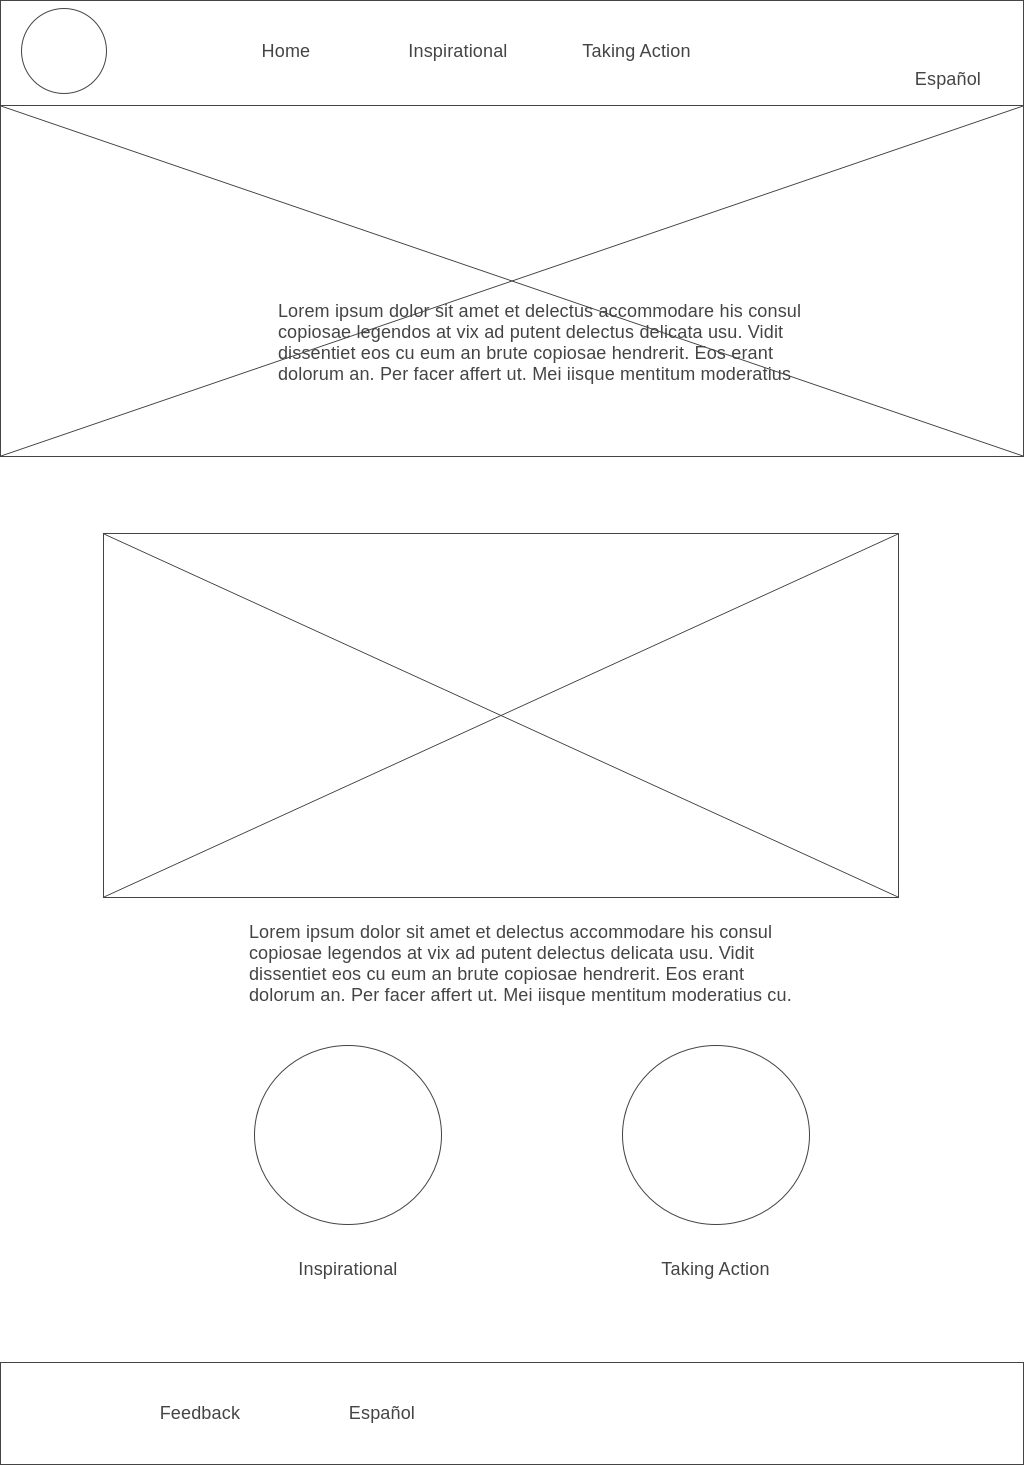 Home
Inspirational
Taking Action
Español
Lorem ipsum dolor sit amet et delectus accommodare his consul
copiosae legendos at vix ad putent delectus delicata usu. Vidit
dissentiet eos cu eum an brute copiosae hendrerit. Eos erant
dolorum an. Per facer affert ut. Mei iisque mentitum moderatius
Lorem ipsum dolor sit amet et delectus accommodare his consul
copiosae legendos at vix ad putent delectus delicata usu. Vidit
dissentiet eos cu eum an brute copiosae hendrerit. Eos erant
dolorum an. Per facer affert ut. Mei iisque mentitum moderatius cu.
Inspirational
Taking Action
Feedback
Español